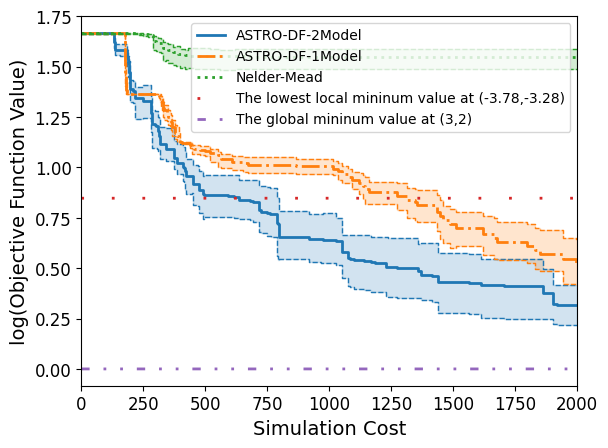 log(Objective Function Value)
1.75
1.50
1.25
1.00
0.75
0.50
0.25
0.00
ASTRO-DF-2Model
ASTRO-DF-1Model
Nelder-Mead
The lowest local mininum value at (-3.78,-3.28)
The global mininum value at (3,2)
0 250 500 750 1000 1250 1500 1750 2000
Simulation Cost